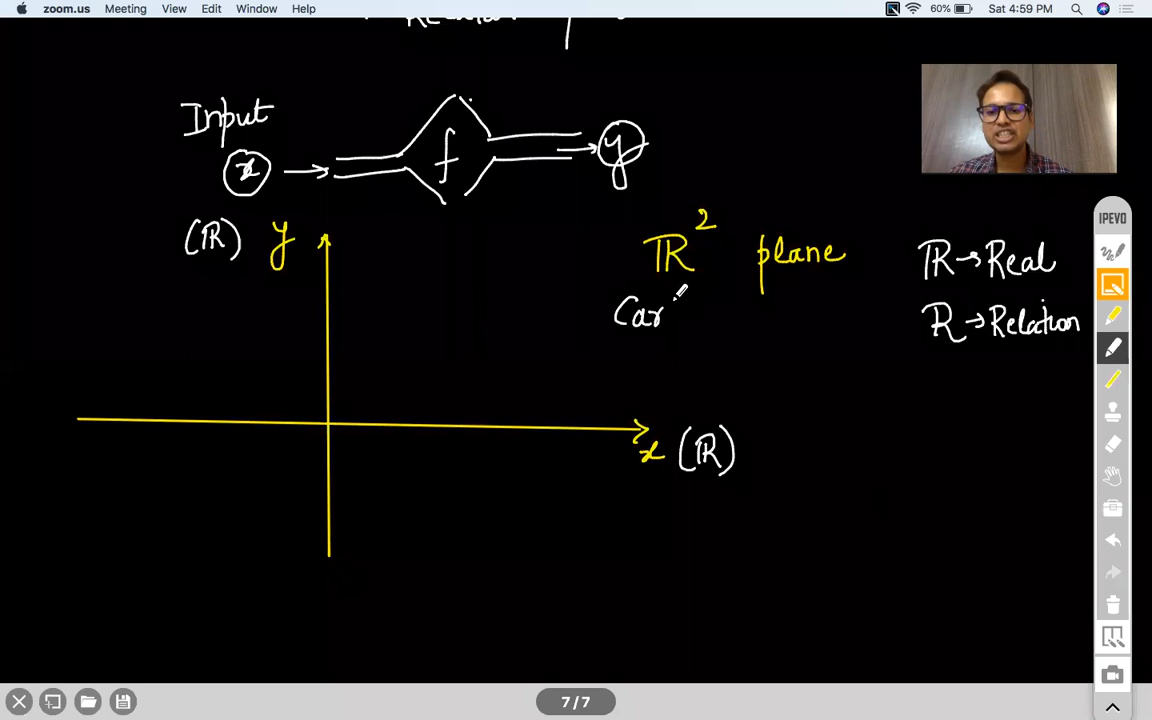 zoom.us Meeting View Edit Window Help 60% Sat 4:59 PM
Input
x f y
(ℝ) y ℝ² plane ℝ→Real
IPEVO
Car R→Relation
x (ℝ)
7 / 7